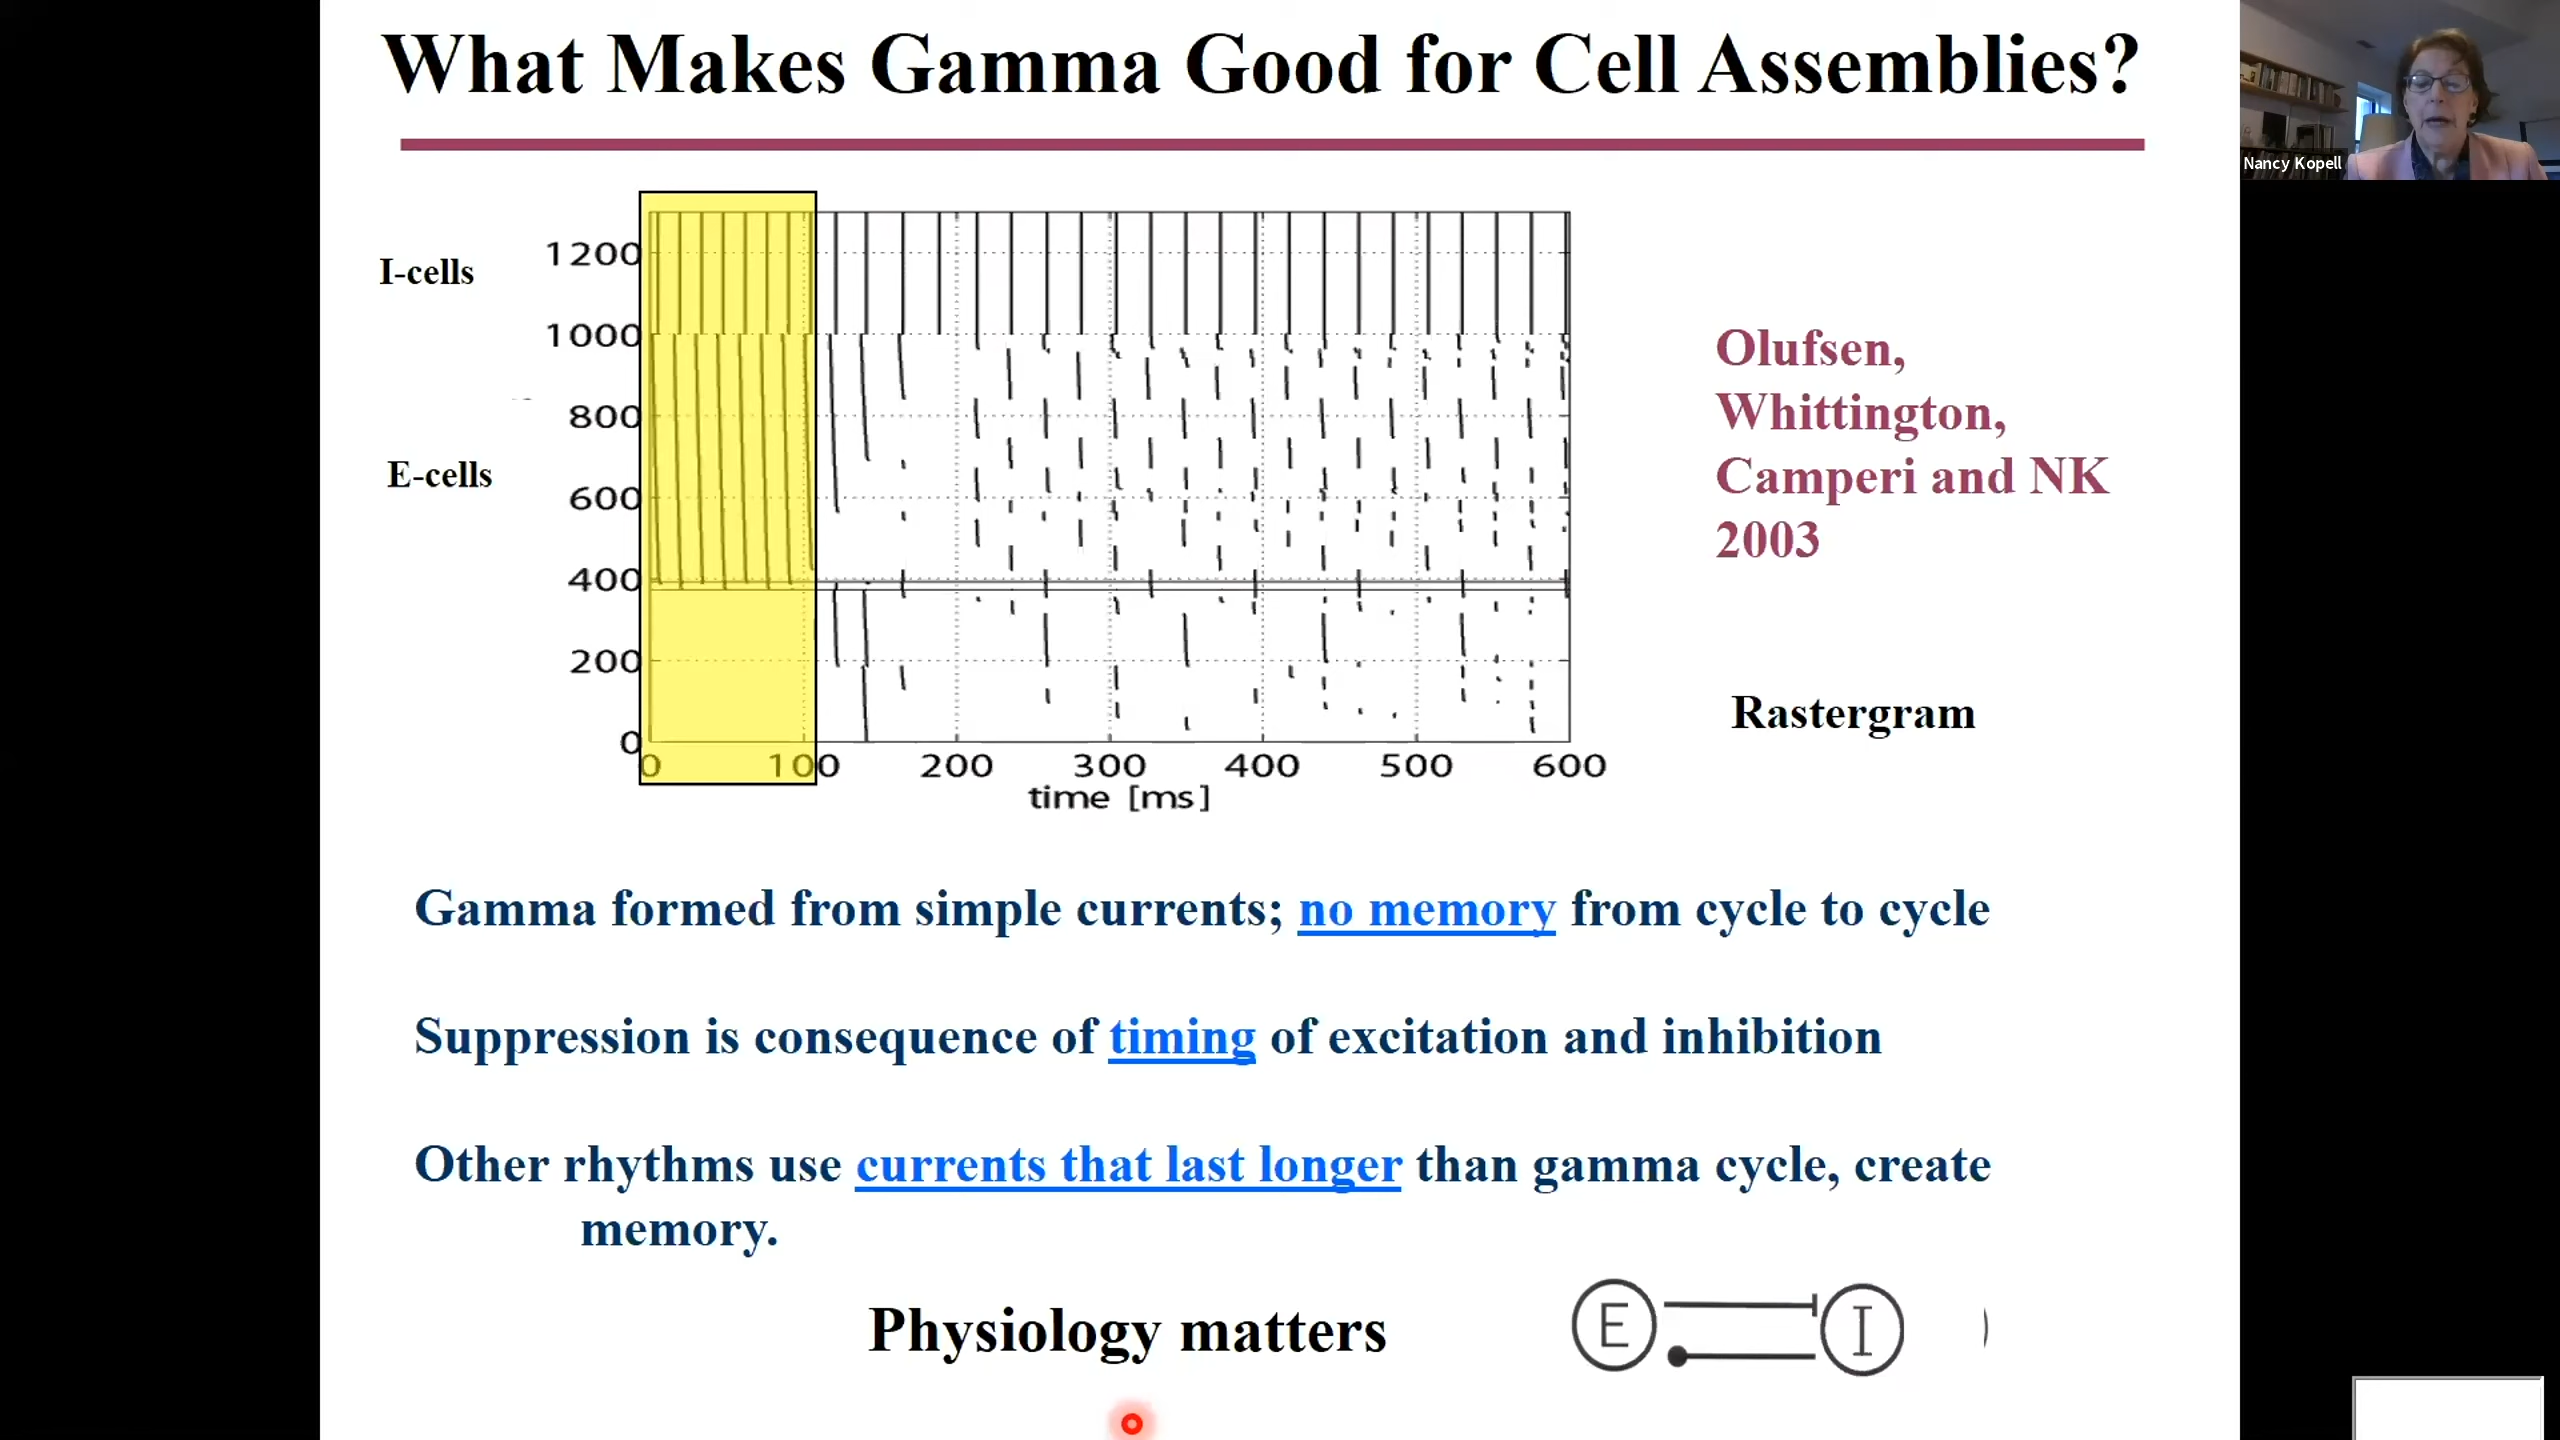 What Makes Gamma Good for Cell Assemblies?
Nancy Kopell
I-cells
E-cells
1200
1000
800
600
400
200
0
0 100 200 300 400 500 600
time [ms]
Olufsen,
Whittington,
Camperi and NK
2003
Rastergram
Gamma formed from simple currents; no memory from cycle to cycle
Suppression is consequence of timing of excitation and inhibition
Other rhythms use currents that last longer than gamma cycle, create
memory.
Physiology matters
E I )